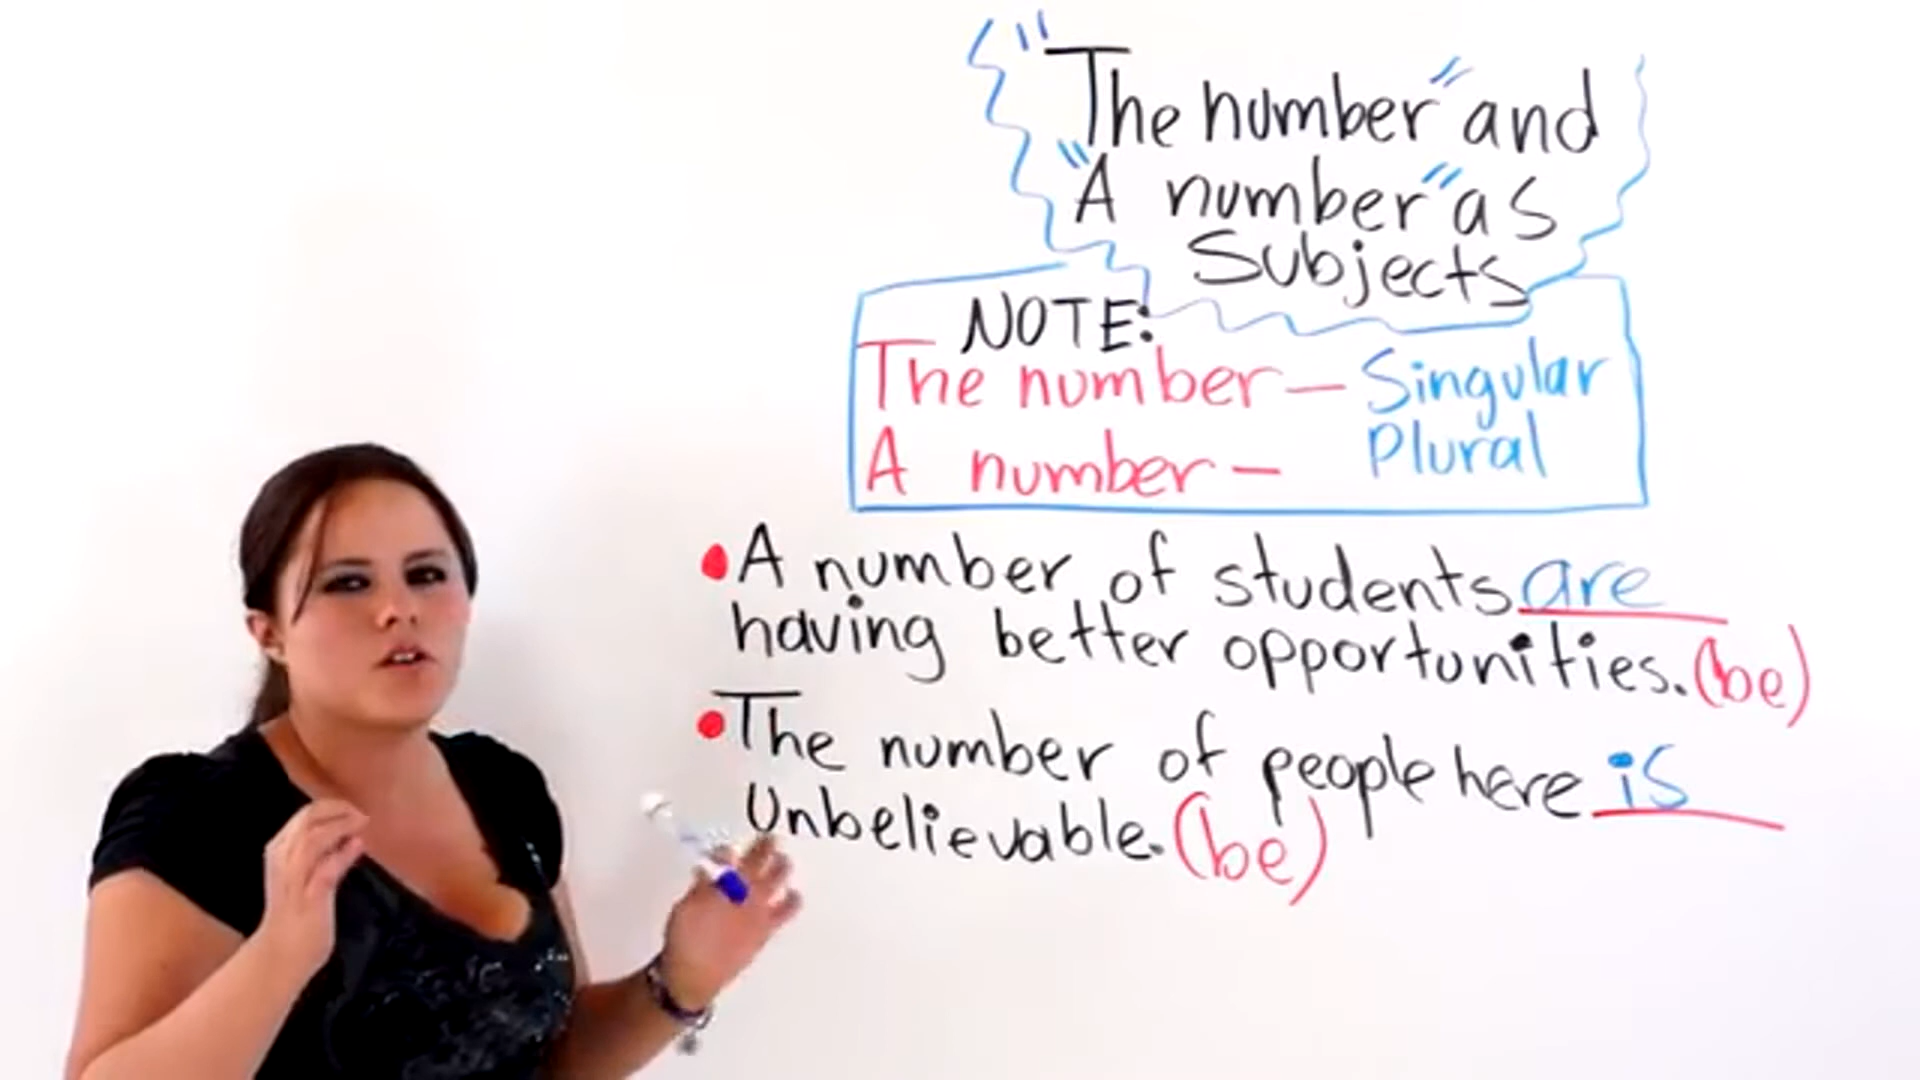 "The number" and
"A number" as
Subjects
NOTE:
The number — Singular
A number — Plural
• A number of students are
having better opportunities. (be)
• The number of people here is
Unbelievable. (be)